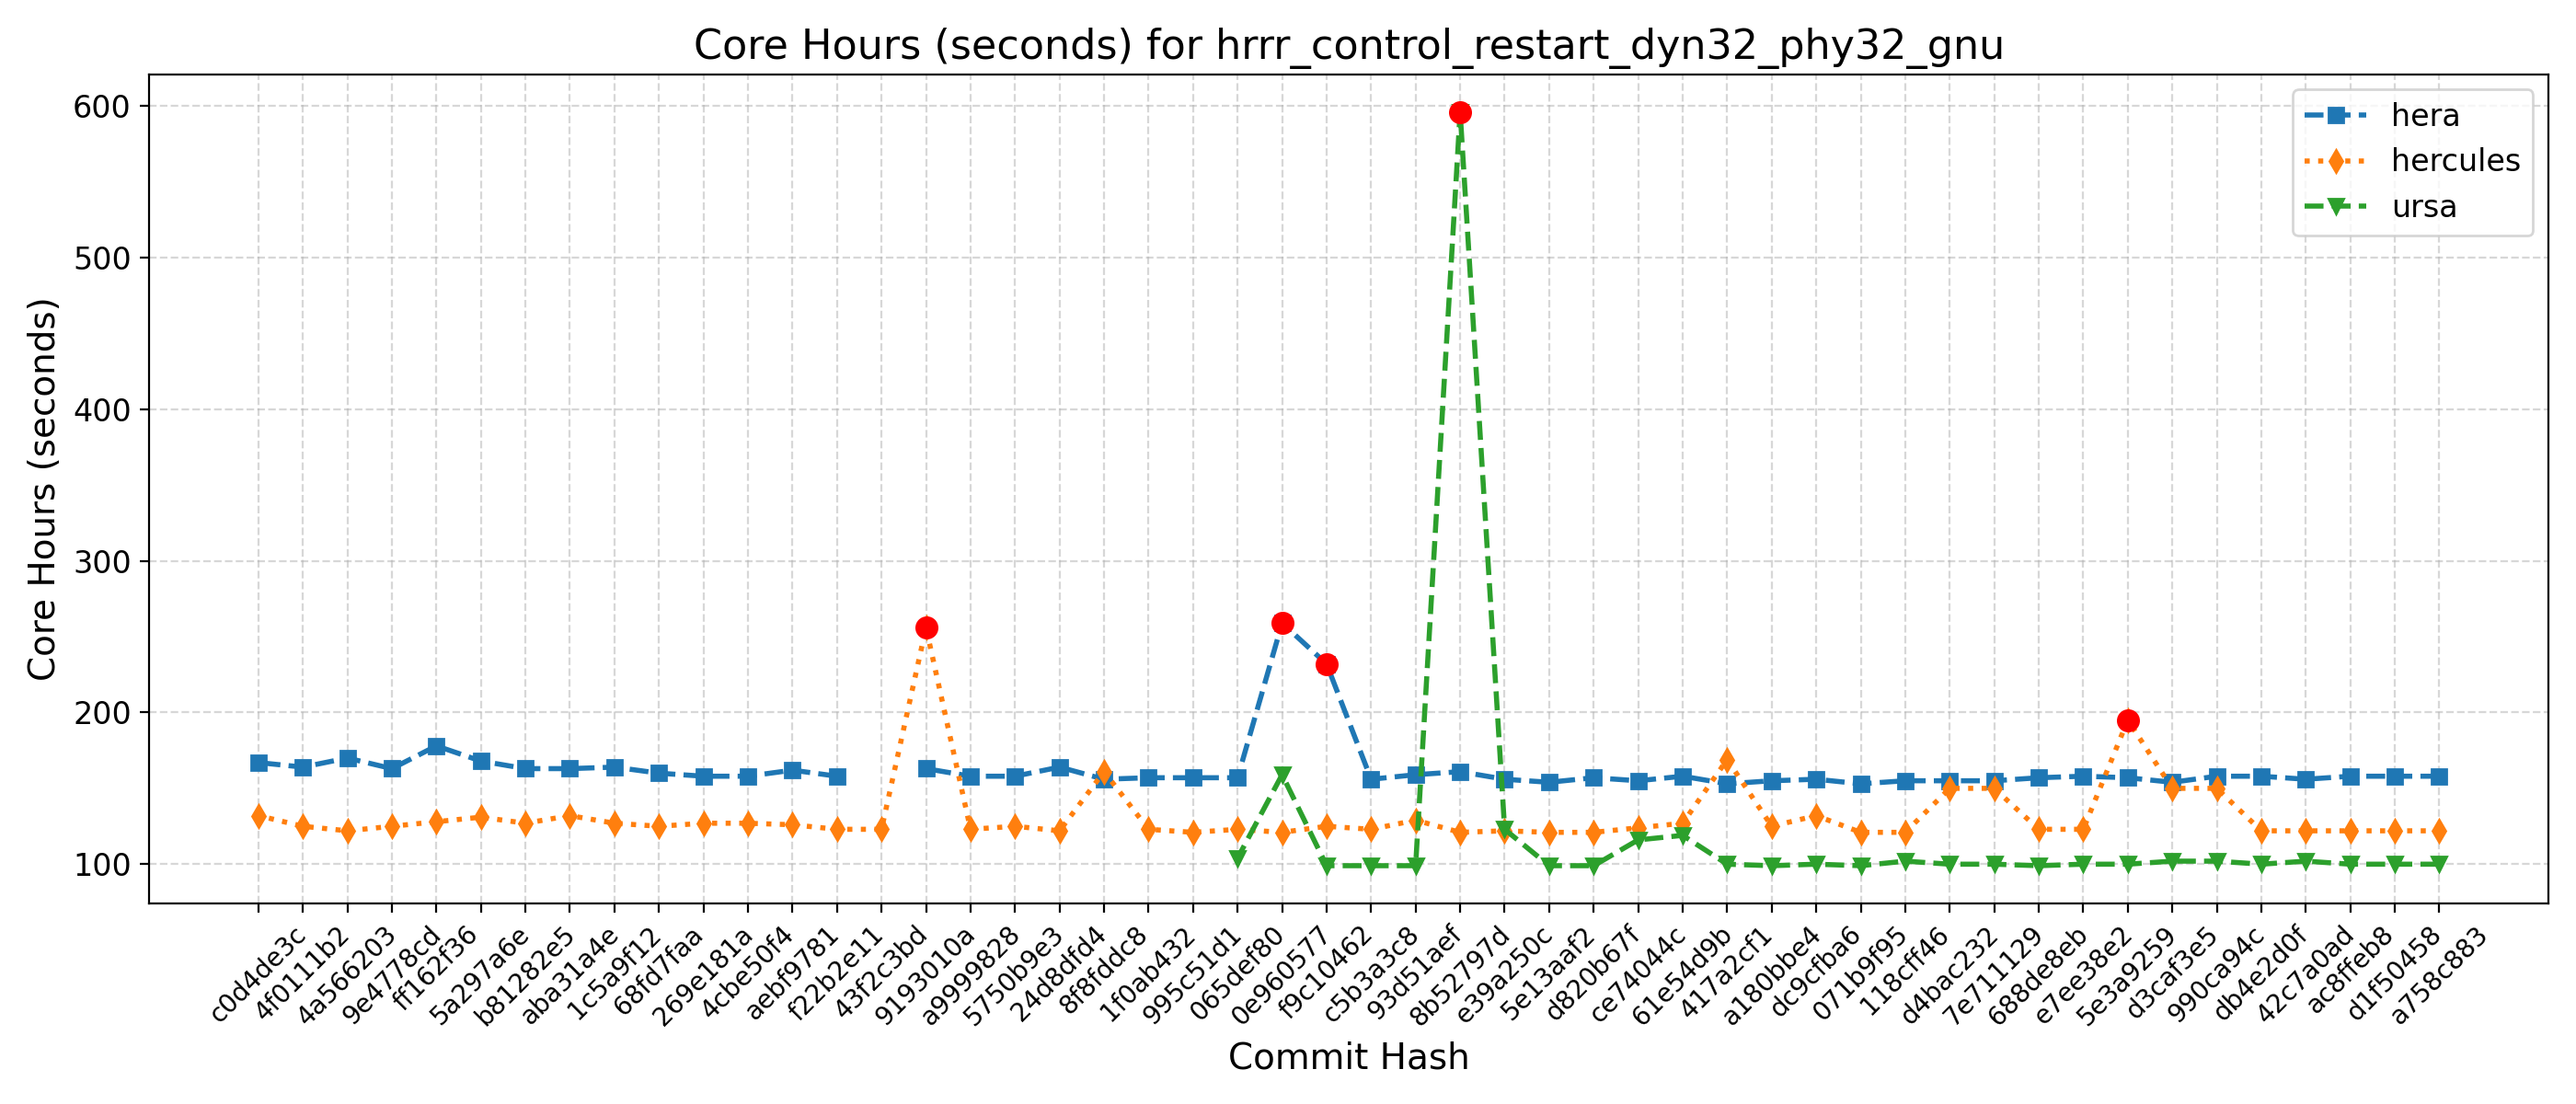 Core Hours (seconds) for hrrr_control_restart_dyn32_phy32_gnu
hera
hercules
ursa
Core Hours (seconds)
600
500
400
300
200
100
c0d4de3c
4f0111b2
4a566203
9e4778cd
ff162f36
5a297a6e
b81282e5
aba31a4e
1c5a9f12
68fd7faa
269e181a
4cbe50f4
aebf9781
f22b2e11
43f2c3bd
9193010a
a9999828
5750b9e3
24d8dfd4
8f8fddc8
1f0ab432
995c51d1
065def80
0e960577
f9c10462
c5b3a3c8
93d51aef
8b52797d
e39a250c
5e13aaf2
d820b67f
ce74044c
61e54d9b
417a2cf1
a180bbe4
dc9cfba6
071b9f95
118cff46
d4bac232
7e711129
688de8eb
e7ee38e2
5e3a9259
d3caf3e5
990ca94c
db4e2d0f
42c7a0ad
ac8ffeb8
d1f50458
a758c883
Commit Hash